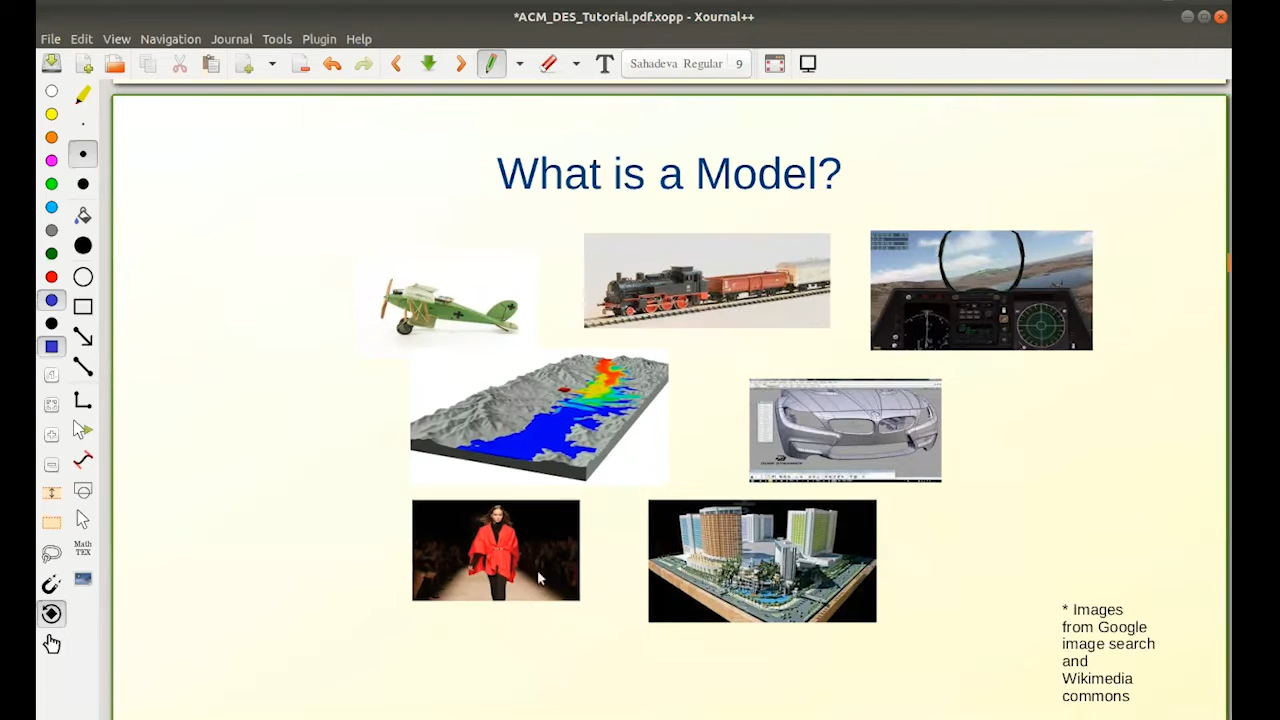 *ACM_DES_Tutorial.pdf.xopp - Xournal++
File Edit View Navigation Journal Tools Plugin Help
Sahadeva Regular 9
What is a Model?
Math
TEX
* Images
from Google
image search
and
Wikimedia
commons